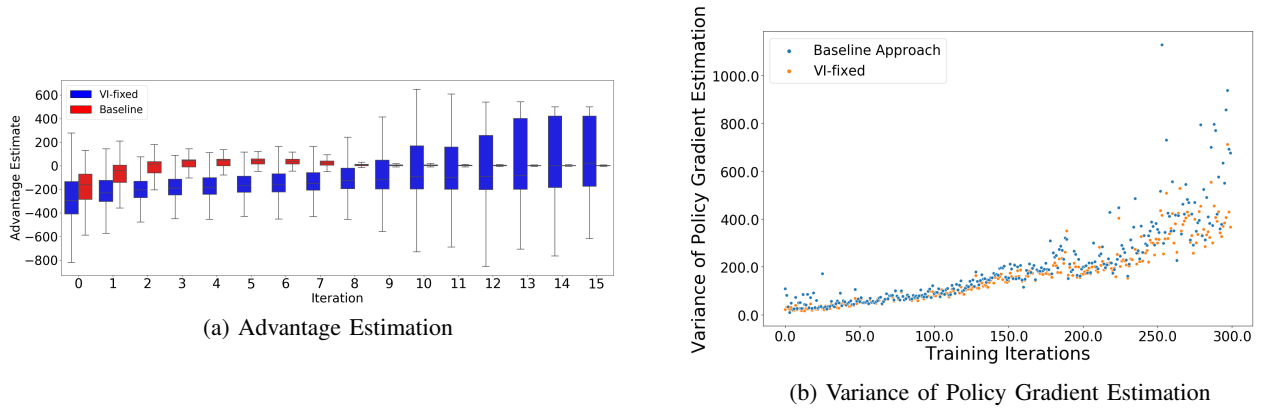 VI-fixed
Baseline
Advantage Estimate
600
400
200
0
−200
−400
−600
−800
0 1 2 3 4 5 6 7 8 9 10 11 12 13 14 15
Iteration
(a) Advantage Estimation
Baseline Approach
VI-fixed
Variance of Policy Gradient Estimation
1000.0
800.0
600.0
400.0
200.0
0.0
0.0 50.0 100.0 150.0 200.0 250.0 300.0
Training Iterations
(b) Variance of Policy Gradient Estimation